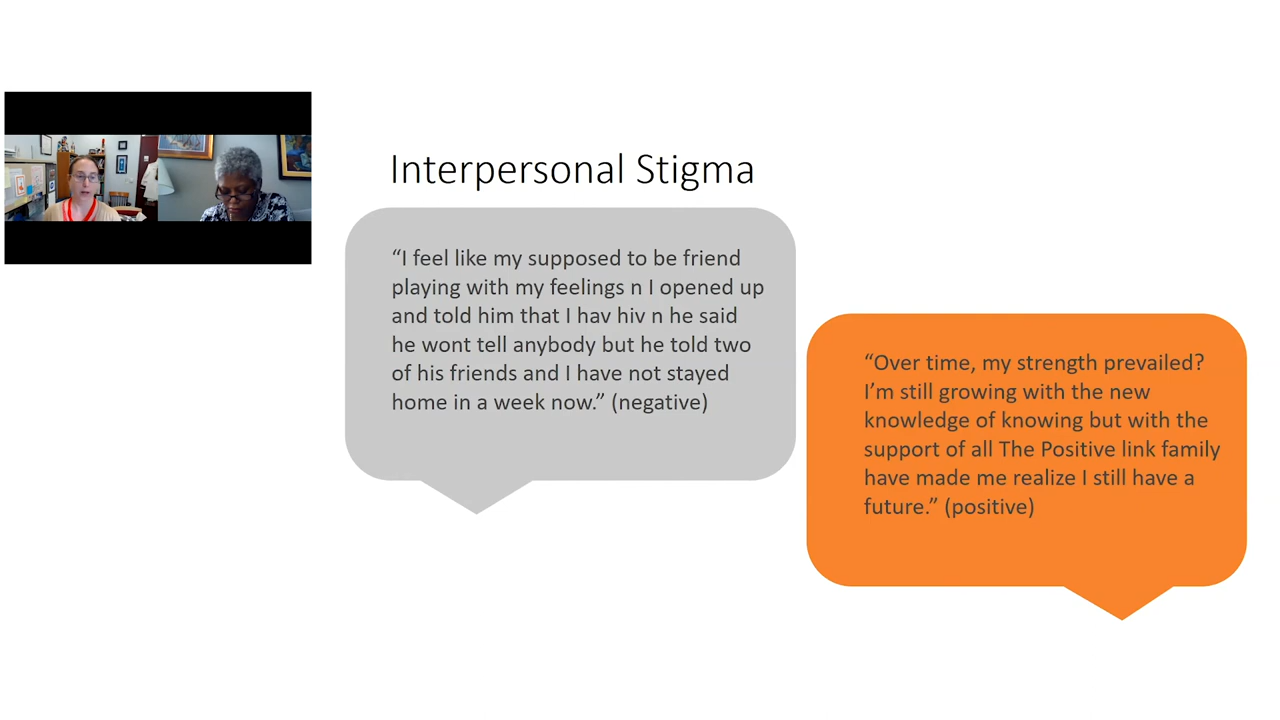 Interpersonal Stigma
“I feel like my supposed to be friend
playing with my feelings n I opened up
and told him that I hav hiv n he said
he wont tell anybody but he told two
of his friends and I have not stayed
home in a week now.” (negative)
“Over time, my strength prevailed?
I’m still growing with the new
knowledge of knowing but with the
support of all The Positive link family
have made me realize I still have a
future.” (positive)